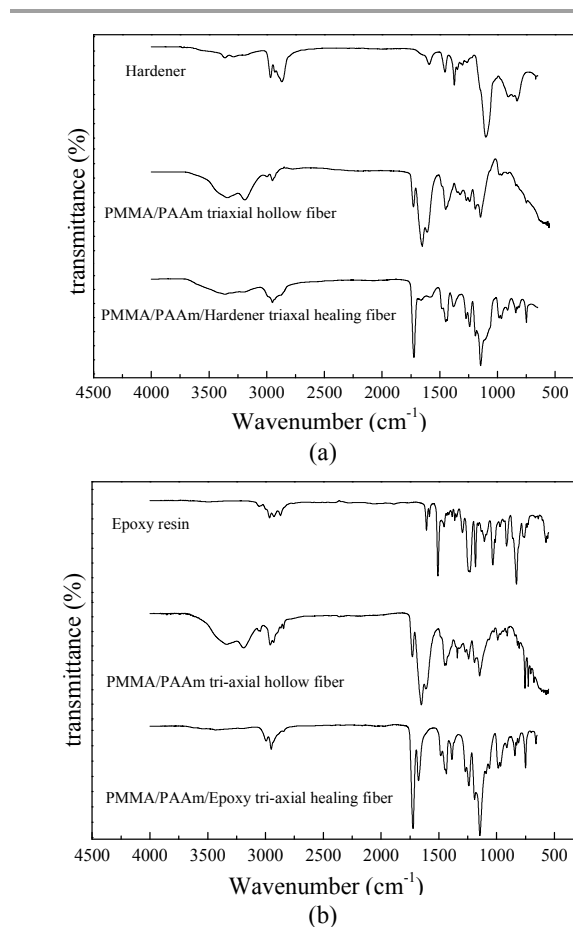 Hardener
PMMA/PAAm triaxial hollow fiber
PMMA/PAAm/Hardener triaxal healing fiber
transmittance (%)
4500 4000 3500 3000 2500 2000 1500 1000 500
Wavenumber (cm⁻¹)
(a)
Epoxy resin
PMMA/PAAm tri-axial hollow fiber
PMMA/PAAm/Epoxy tri-axial healing fiber
transmittance (%)
4500 4000 3500 3000 2500 2000 1500 1000 500
Wavenumber (cm⁻¹)
(b)